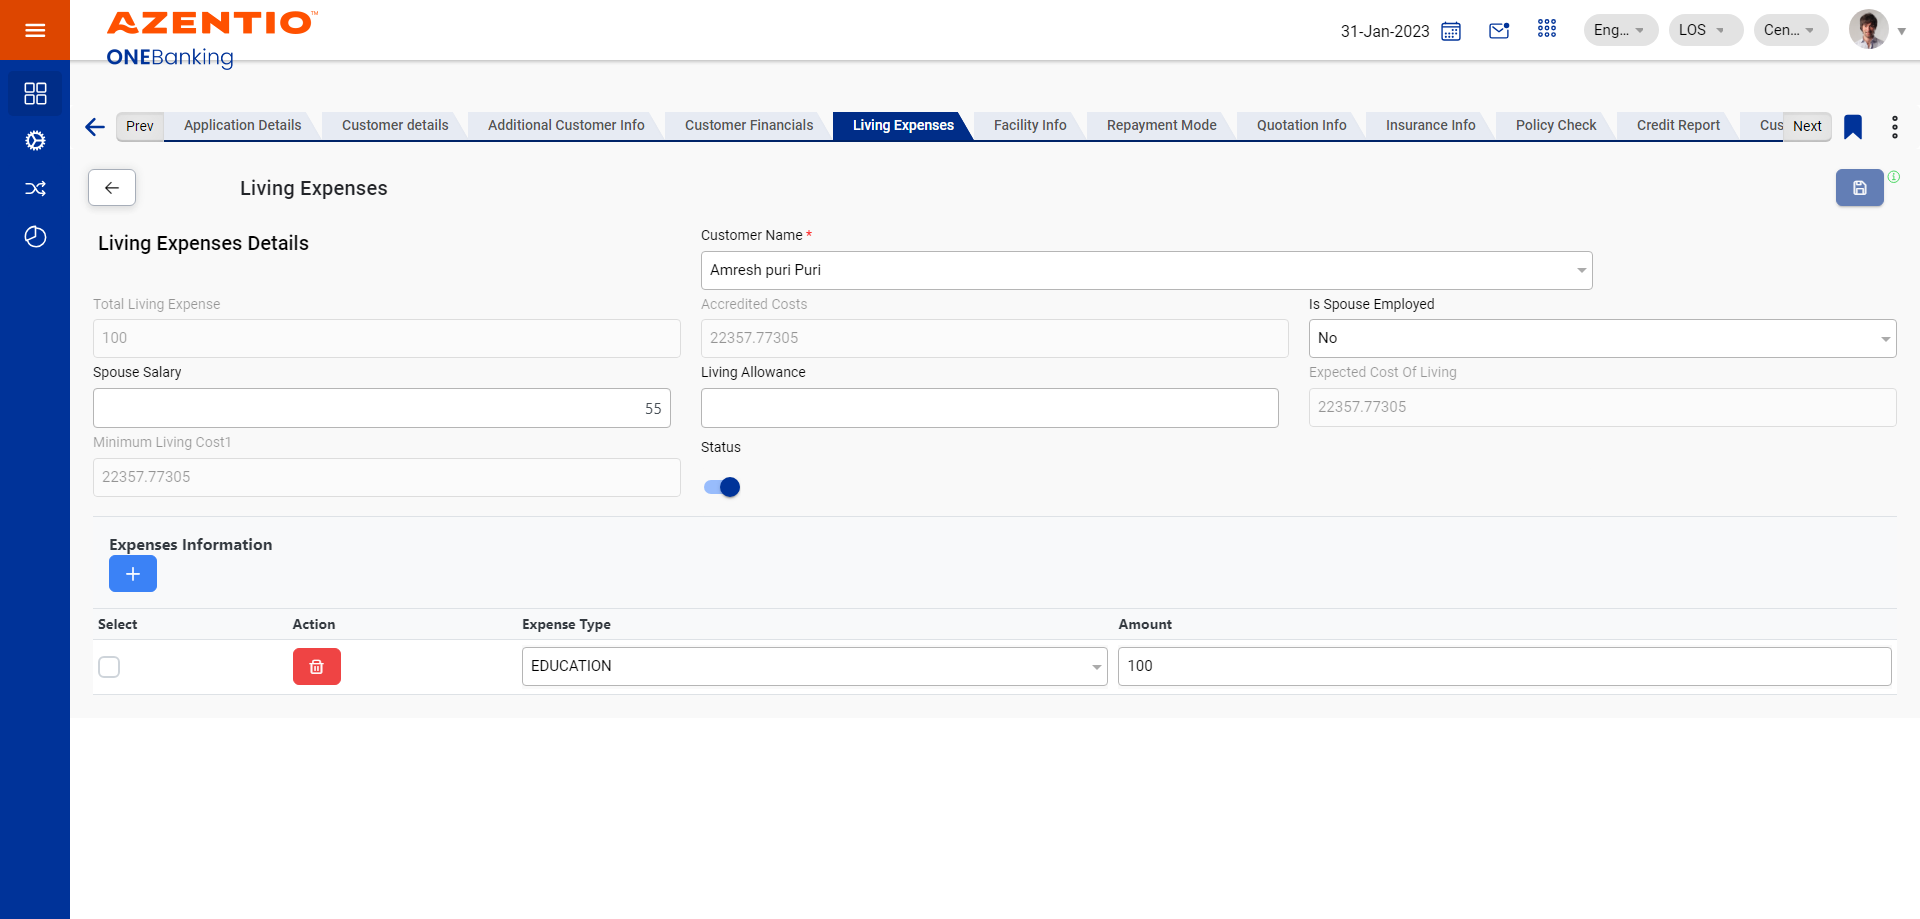 AZENTIO™
ONEBanking
31-Jan-2023
Eng...
LOS
Cen...
Prev
Application Details
Customer details
Additional Customer Info
Customer Financials
Living Expenses
Facility Info
Repayment Mode
Quotation Info
Insurance Info
Policy Check
Credit Report
Cus
Next
Living Expenses
Living Expenses Details
Customer Name *
Amresh puri Puri
Total Living Expense
100
Accredited Costs
22357.77305
Is Spouse Employed
No
Spouse Salary
55
Living Allowance
Expected Cost Of Living
22357.77305
Minimum Living Cost1
22357.77305
Status
Expenses Information
Select
Action
Expense Type
Amount
EDUCATION
100